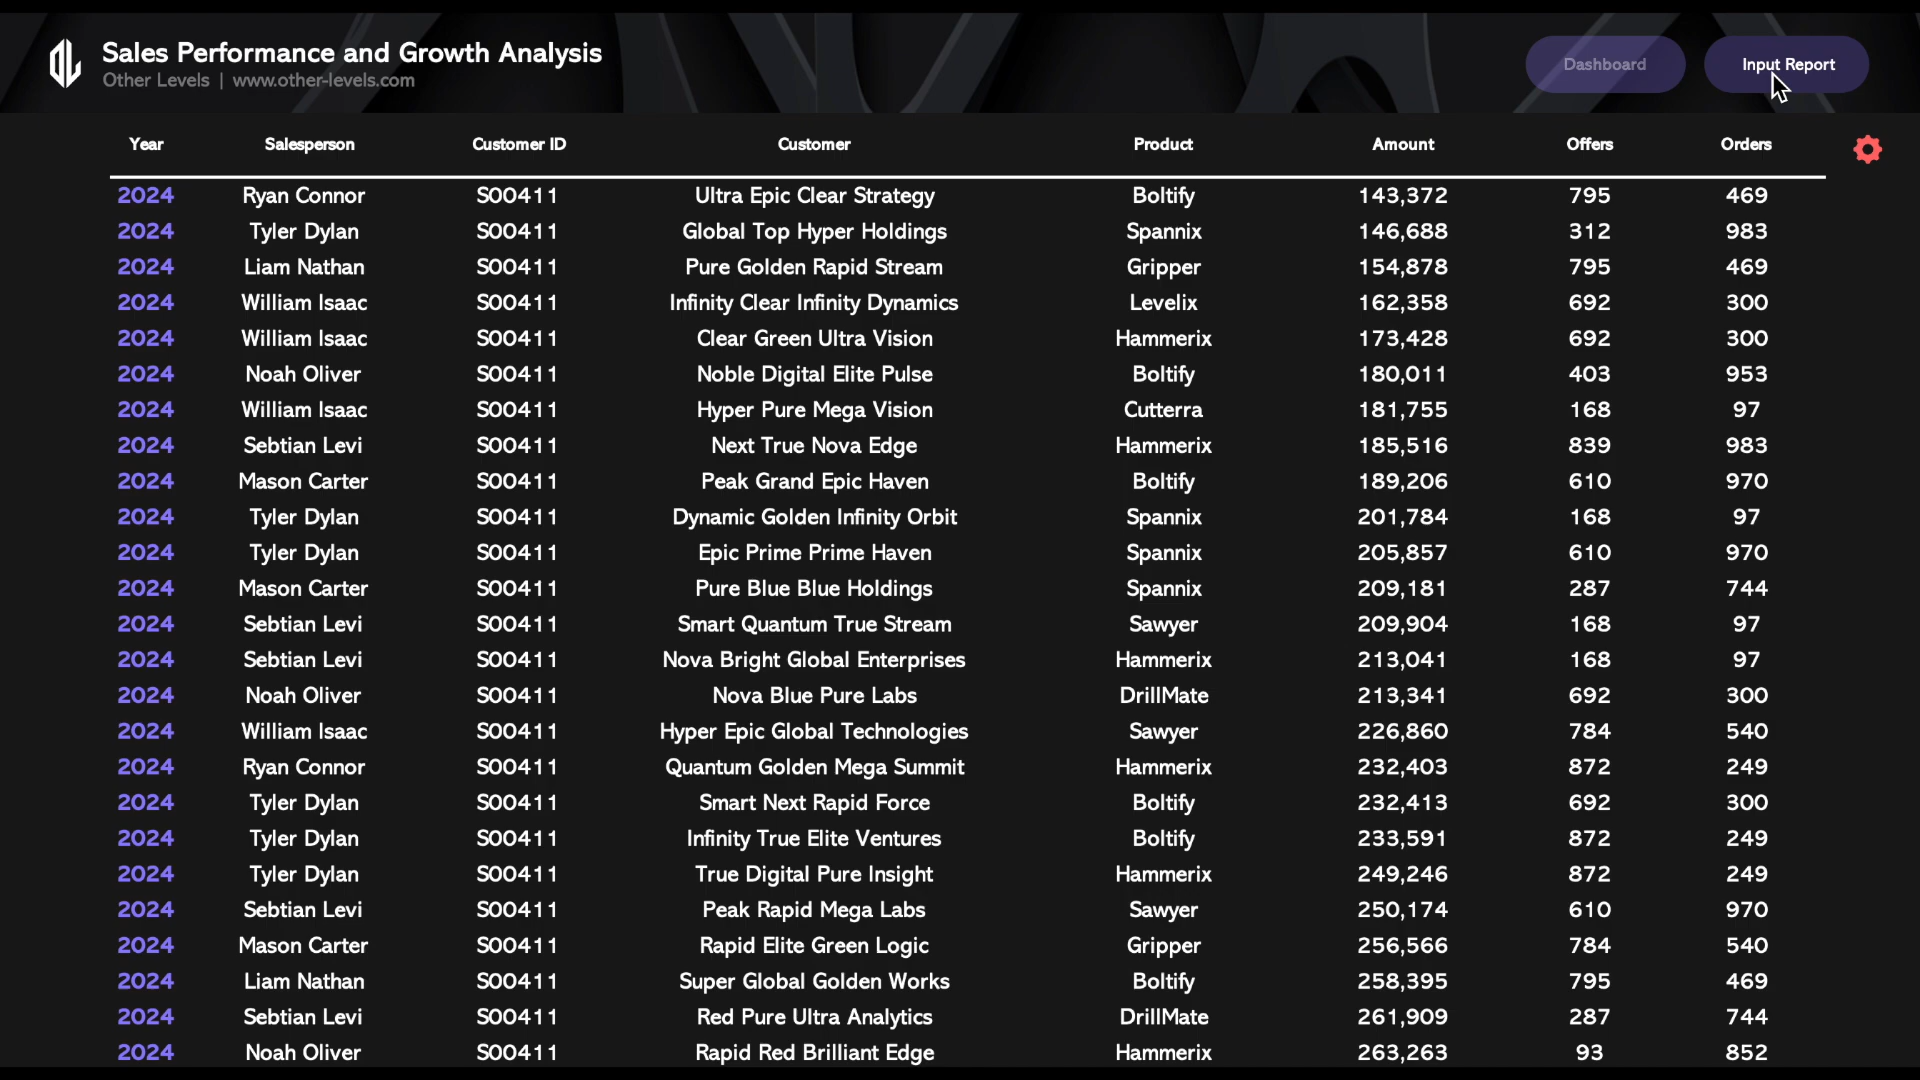 Sales Performance and Growth Analysis
Other Levels | www.other-levels.com
Dashboard
Input Report
Year Salesperson Customer ID Customer Product Amount Offers Orders
2024 Ryan Connor S00411 Ultra Epic Clear Strategy Boltify 143,372 795 469
2024 Tyler Dylan S00411 Global Top Hyper Holdings Spannix 146,688 312 983
2024 Liam Nathan S00411 Pure Golden Rapid Stream Gripper 154,878 795 469
2024 William Isaac S00411 Infinity Clear Infinity Dynamics Levelix 162,358 692 300
2024 William Isaac S00411 Clear Green Ultra Vision Hammerix 173,428 692 300
2024 Noah Oliver S00411 Noble Digital Elite Pulse Boltify 180,011 403 953
2024 William Isaac S00411 Hyper Pure Mega Vision Cutterra 181,755 168 97
2024 Sebtian Levi S00411 Next True Nova Edge Hammerix 185,516 839 983
2024 Mason Carter S00411 Peak Grand Epic Haven Boltify 189,206 610 970
2024 Tyler Dylan S00411 Dynamic Golden Infinity Orbit Spannix 201,784 168 97
2024 Tyler Dylan S00411 Epic Prime Prime Haven Spannix 205,857 610 970
2024 Mason Carter S00411 Pure Blue Blue Holdings Spannix 209,181 287 744
2024 Sebtian Levi S00411 Smart Quantum True Stream Sawyer 209,904 168 97
2024 Sebtian Levi S00411 Nova Bright Global Enterprises Hammerix 213,041 168 97
2024 Noah Oliver S00411 Nova Blue Pure Labs DrillMate 213,341 692 300
2024 William Isaac S00411 Hyper Epic Global Technologies Sawyer 226,860 784 540
2024 Ryan Connor S00411 Quantum Golden Mega Summit Hammerix 232,403 872 249
2024 Tyler Dylan S00411 Smart Next Rapid Force Boltify 232,413 692 300
2024 Tyler Dylan S00411 Infinity True Elite Ventures Boltify 233,591 872 249
2024 Tyler Dylan S00411 True Digital Pure Insight Hammerix 249,246 872 249
2024 Sebtian Levi S00411 Peak Rapid Mega Labs Sawyer 250,174 610 970
2024 Mason Carter S00411 Rapid Elite Green Logic Gripper 256,566 784 540
2024 Liam Nathan S00411 Super Global Golden Works Boltify 258,395 795 469
2024 Sebtian Levi S00411 Red Pure Ultra Analytics DrillMate 261,909 287 744
2024 Noah Oliver S00411 Rapid Red Brilliant Edge Hammerix 263,263 93 852